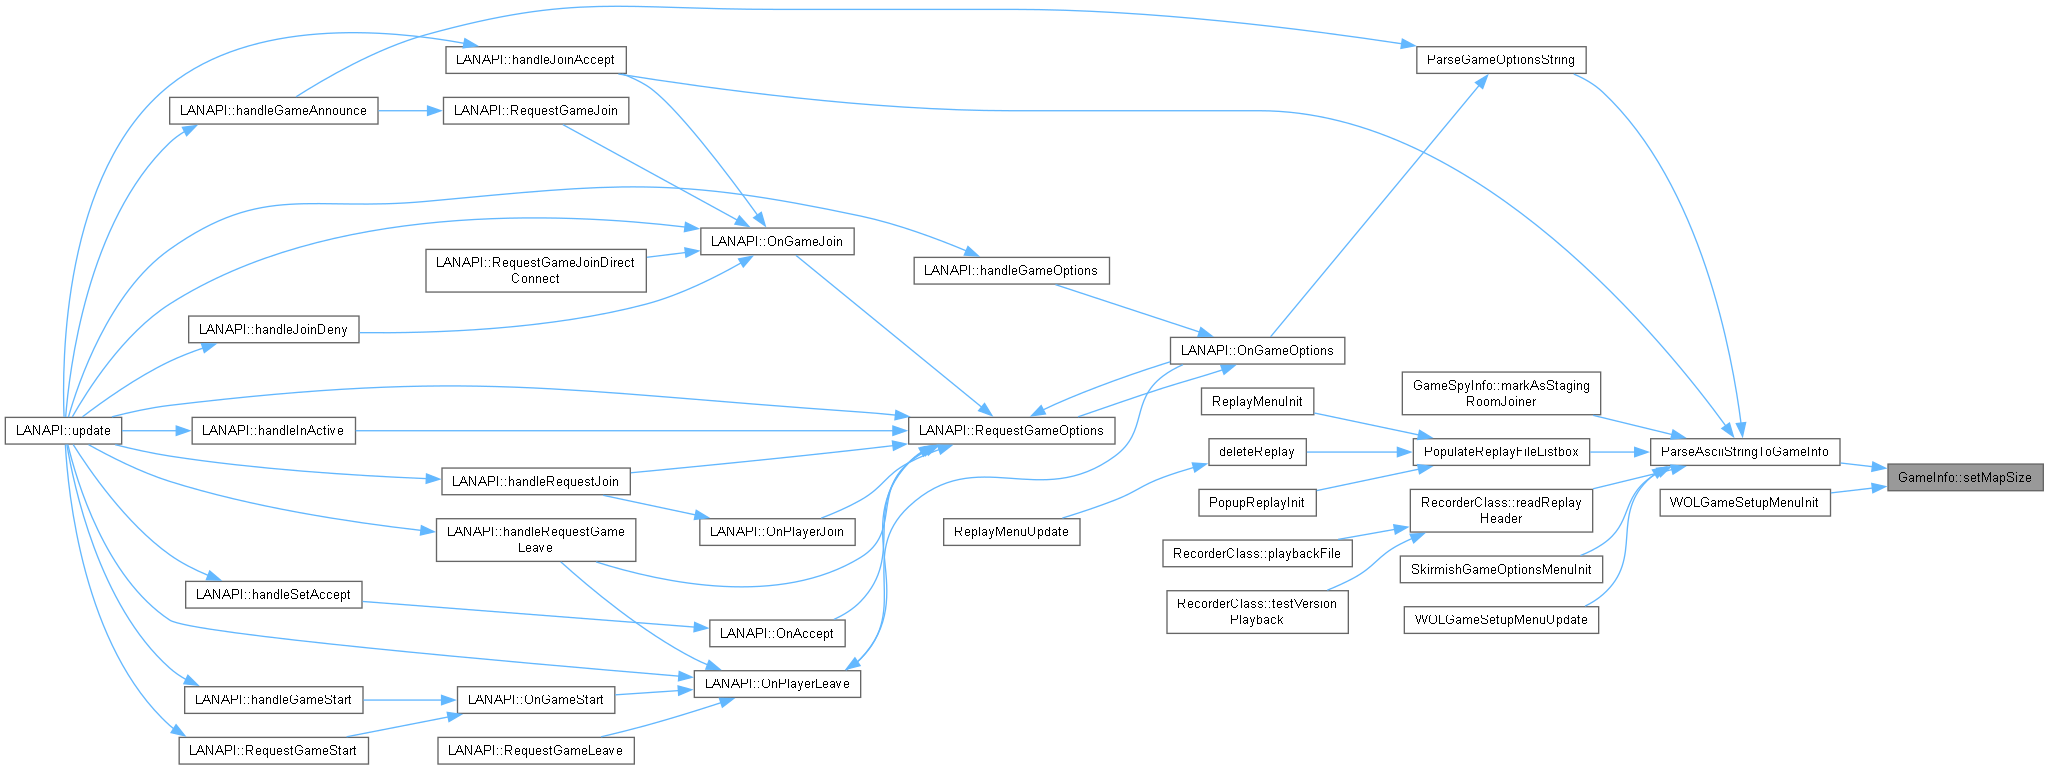 LANAPI::handleJoinAccept
ParseGameOptionsString
LANAPI::handleGameAnnounce
LANAPI::RequestGameJoin
LANAPI::OnGameJoin
LANAPI::RequestGameJoinDirect
Connect
LANAPI::handleGameOptions
LANAPI::handleJoinDeny
LANAPI::OnGameOptions
GameSpyInfo::markAsStaging
RoomJoiner
ReplayMenuInit
LANAPI::update
LANAPI::handleInActive
LANAPI::RequestGameOptions
deleteReplay
PopulateReplayFileListbox
ParseAsciiStringToGameInfo
GameInfo::setMapSize
LANAPI::handleRequestJoin
PopupReplayInit
RecorderClass::readReplay
Header
WOLGameSetupMenuInit
LANAPI::handleRequestGame
Leave
LANAPI::OnPlayerJoin
ReplayMenuUpdate
RecorderClass::playbackFile
SkirmishGameOptionsMenuInit
LANAPI::handleSetAccept
RecorderClass::testVersion
Playback
WOLGameSetupMenuUpdate
LANAPI::OnAccept
LANAPI::OnPlayerLeave
LANAPI::handleGameStart
LANAPI::OnGameStart
LANAPI::RequestGameStart
LANAPI::RequestGameLeave